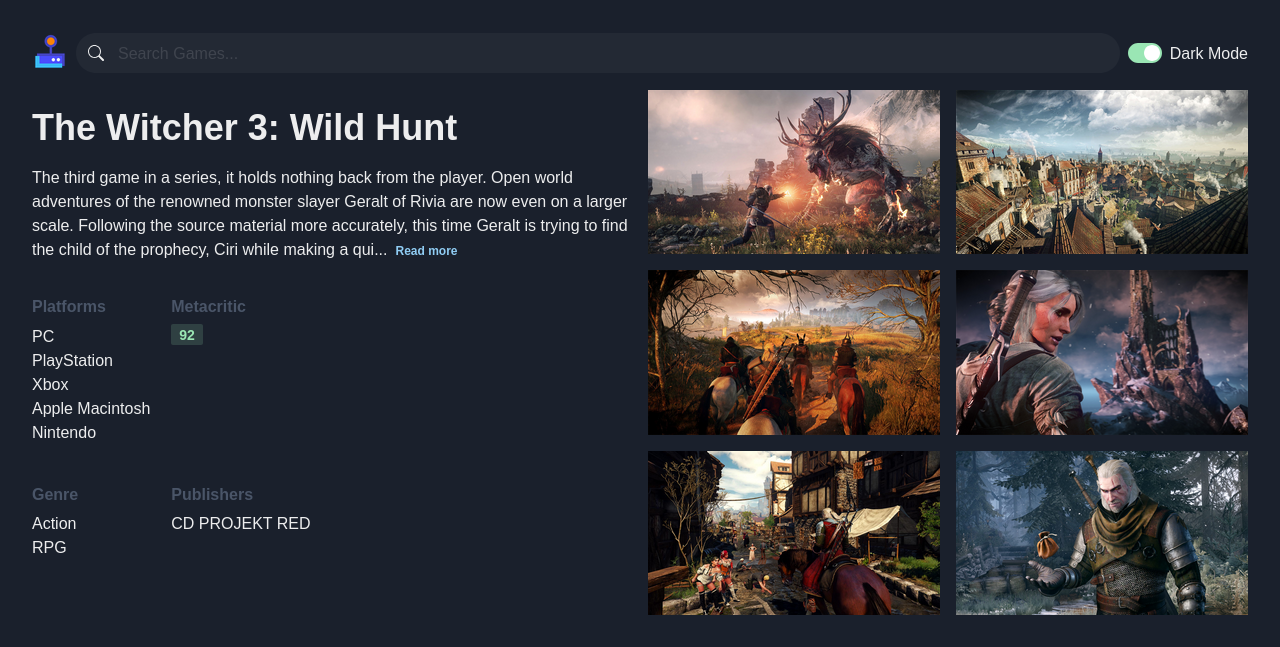 Search Games...
Dark Mode
The Witcher 3: Wild Hunt
The third game in a series, it holds nothing back from the player. Open world
adventures of the renowned monster slayer Geralt of Rivia are now even on a larger
scale. Following the source material more accurately, this time Geralt is trying to find
the child of the prophecy, Ciri while making a qui... Read more
Platforms
PC
PlayStation
Xbox
Apple Macintosh
Nintendo
Metacritic
92
Genre
Action
RPG
Publishers
CD PROJEKT RED